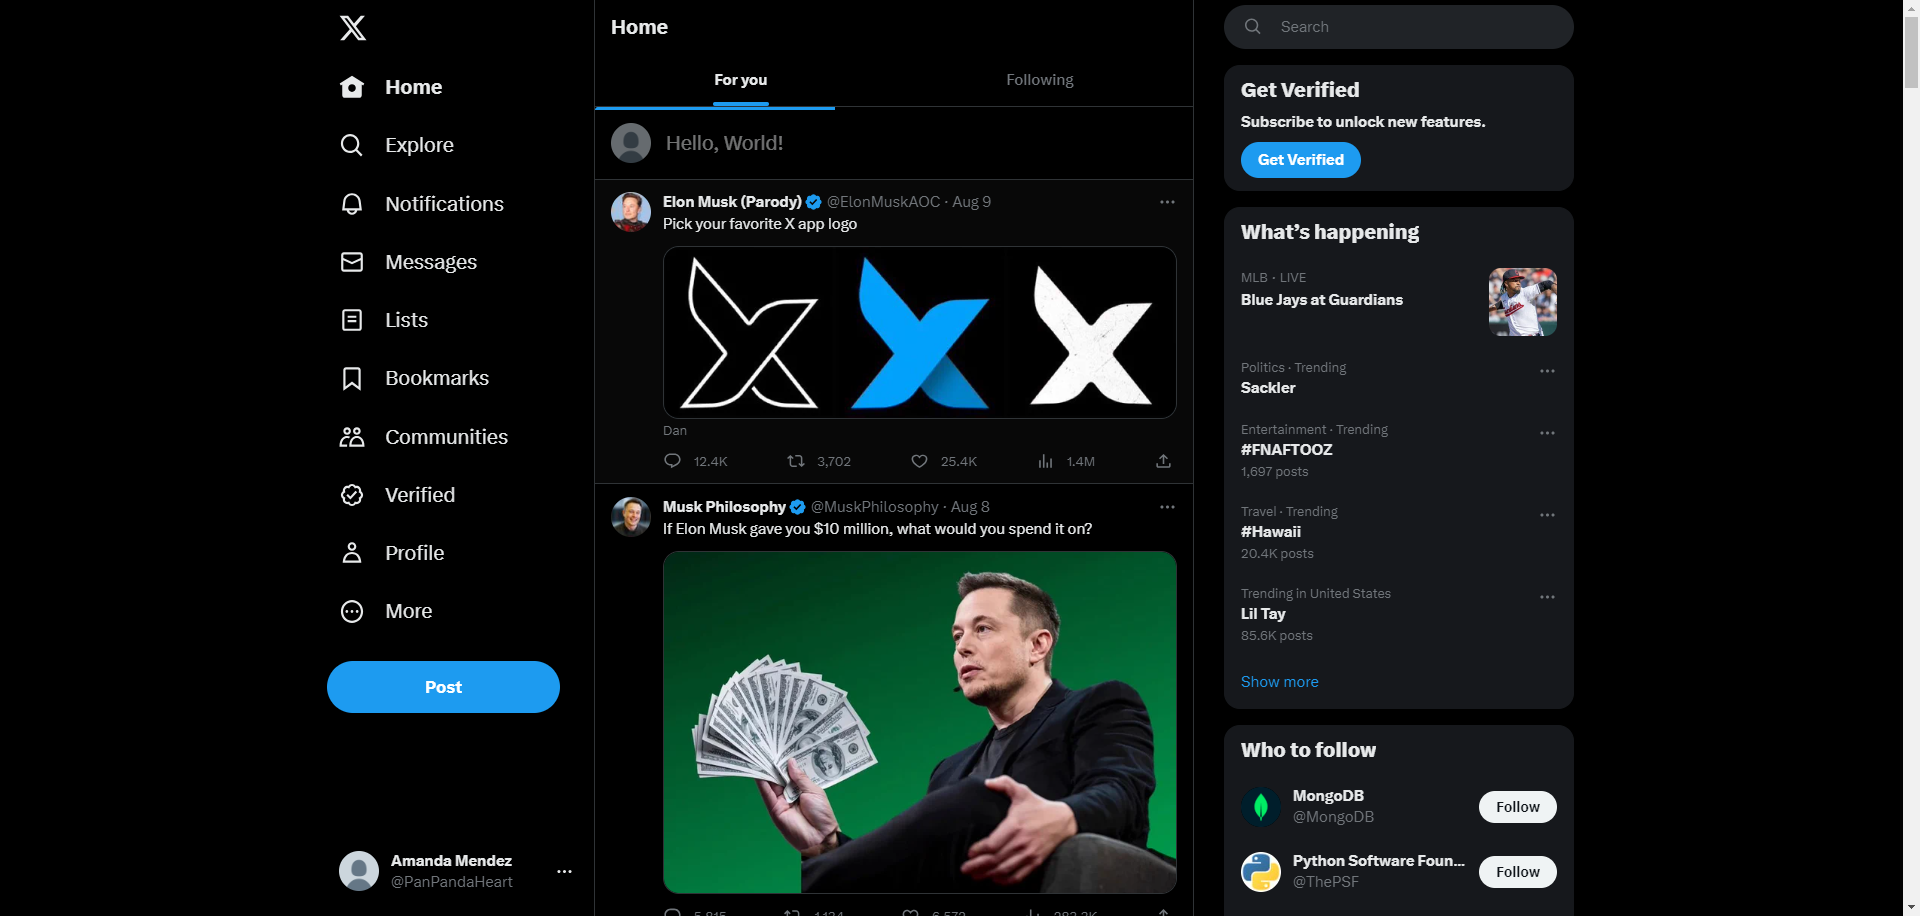 Home
Explore
Notifications
Messages
Lists
Bookmarks
Communities
Verified
Profile
More
Post
Amanda Mendez
@PanPandaHeart
Home
For you
Following
Hello, World!
Elon Musk (Parody) @ElonMuskAOC · Aug 9
Pick your favorite X app logo
Dan
12.4K 3,702 25.4K 1.4M
Musk Philosophy @MuskPhilosophy · Aug 8
If Elon Musk gave you $10 million, what would you spend it on?
Search
Get Verified
Subscribe to unlock new features.
Get Verified
What’s happening
MLB · LIVE
Blue Jays at Guardians
Politics · Trending
Sackler
Entertainment · Trending
#FNAFTOOZ
1,697 posts
Travel · Trending
#Hawaii
20.4K posts
Trending in United States
Lil Tay
85.6K posts
Show more
Who to follow
MongoDB
@MongoDB
Follow
Python Software Foun...
@ThePSF
Follow